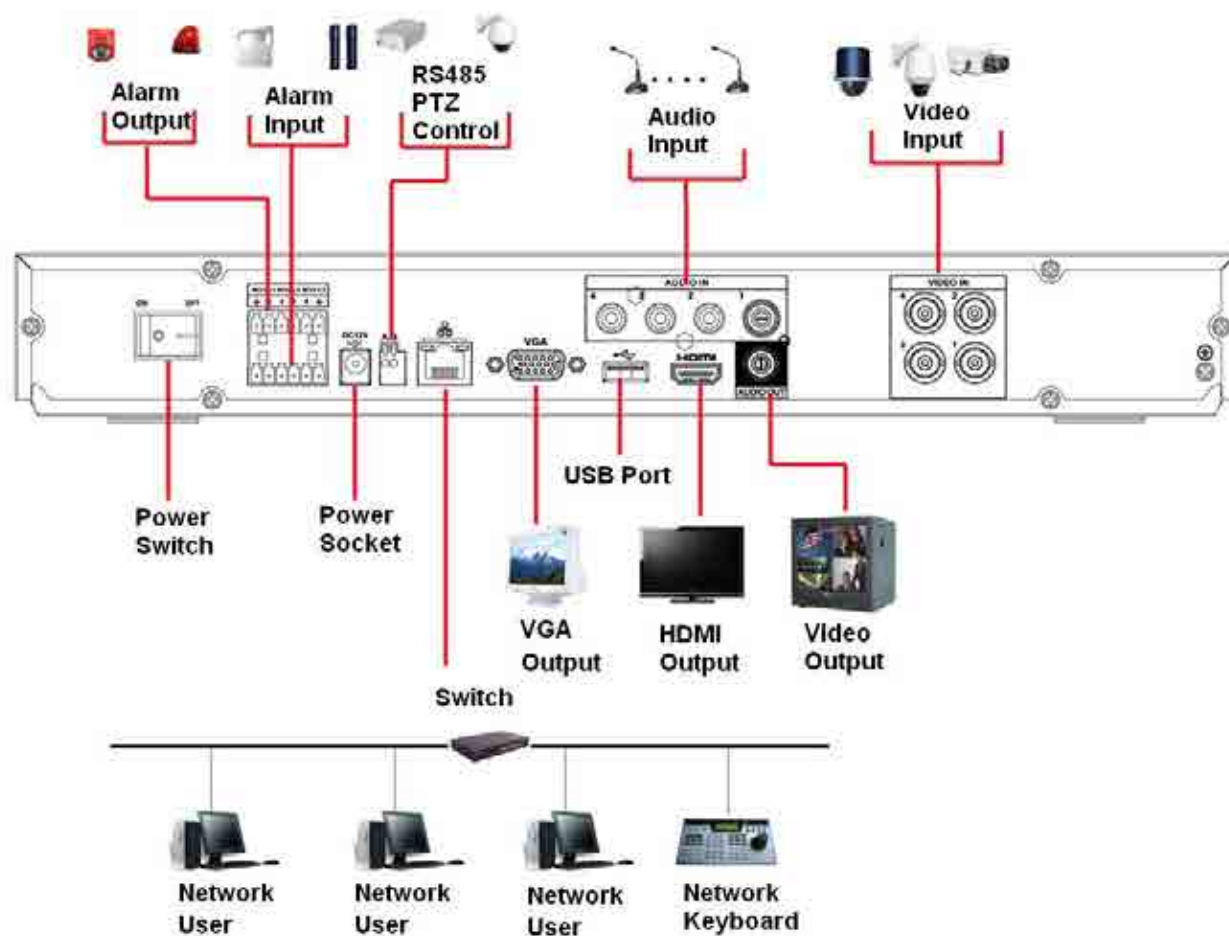 Alarm
Output
Alarm
Input
RS485
PTZ
Control
Audio
Input
Video
Input
ON OFF
DC12V
VGA
AUDIO IN
4 3 2 1
HDMI
AUDIO OUT
VIDEO IN
4 2
3 1
Power
Switch
Power
Socket
USB Port
VGA
Output
HDMI
Output
Video
Output
Switch
Network
User
Network
User
Network
User
Network
Keyboard